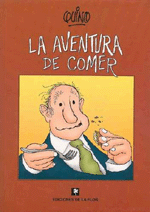 QUINO
LA AVENTURA
DE COMER
EDICIONES DE LA FLOR